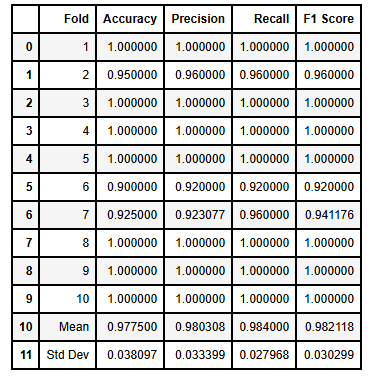 Fold Accuracy Precision Recall F1 Score
0 1 1.000000 1.000000 1.000000 1.000000
1 2 0.950000 0.960000 0.960000 0.960000
2 3 1.000000 1.000000 1.000000 1.000000
3 4 1.000000 1.000000 1.000000 1.000000
4 5 1.000000 1.000000 1.000000 1.000000
5 6 0.900000 0.920000 0.920000 0.920000
6 7 0.925000 0.923077 0.960000 0.941176
7 8 1.000000 1.000000 1.000000 1.000000
8 9 1.000000 1.000000 1.000000 1.000000
9 10 1.000000 1.000000 1.000000 1.000000
10 Mean 0.977500 0.980308 0.984000 0.982118
11 Std Dev 0.038097 0.033399 0.027968 0.030299